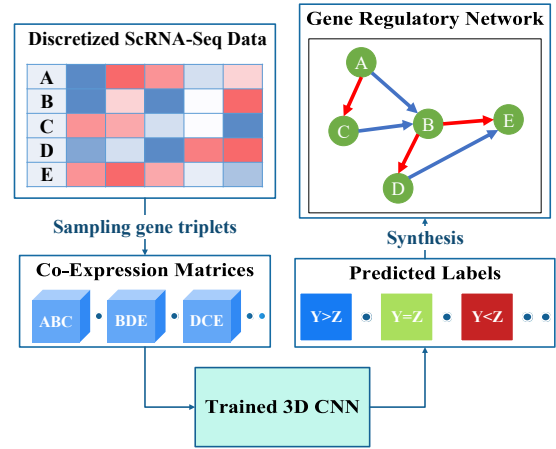 Discretized ScRNA-Seq Data
A
B
C
D
E
Sampling gene triplets
Co-Expression Matrices
ABC
BDE
DCE
Trained 3D CNN
Gene Regulatory Network
A
C
B
E
D
Synthesis
Predicted Labels
Y>Z
Y=Z
Y<Z